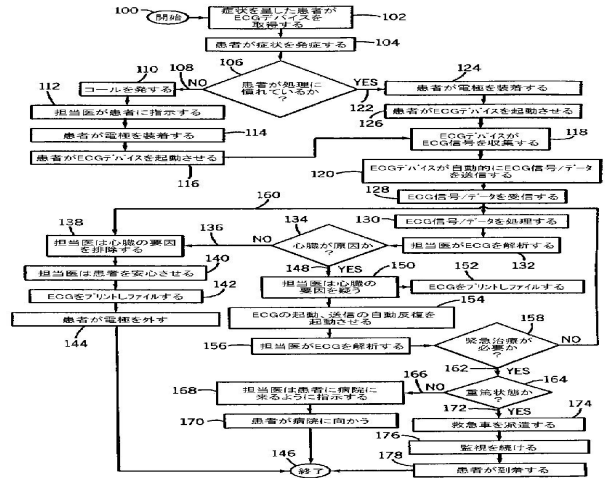 100
開始
症状を呈した患者が
ECGデバイスを
取得する
102
患者が症状を発症する
104
106
患者が処理に
慣れているか
?
108
NO
110
コールを発する
112
担当医が患者に指示する
114
患者が電極を装着する
患者がECGデバイスを起動させる
116
YES
122
124
患者が電極を装着する
126
患者がECGデバイスを起動させる
ECGデバイスが
ECG信号を収集する
118
120
ECGデバイスが自動的にECG信号/データを
送信する
128
ECG信号/データを受信する
160
130
ECG信号/データを処理する
担当医がECGを解析する
132
134
心臓が原因か
?
136
NO
138
担当医は心臓の要因
を排除する
担当医は患者を安心させる
140
ECGをプリントしファイルする
142
患者が電極を外す
144
148
YES
150
担当医は心臓の
要因を疑う
152
ECGをプリントしファイルする
154
ECGの起動、送信の自動反復を
起動させる
156
担当医がECGを解析する
158
緊急治療が
必要か
?
NO
162
YES
164
重篤状態か
?
166
NO
168
担当医は患者に病院に
来るように指示する
170
患者が病院に向かう
172
YES
174
救急車を派遣する
176
監視を続ける
178
患者が到着する
146
終了